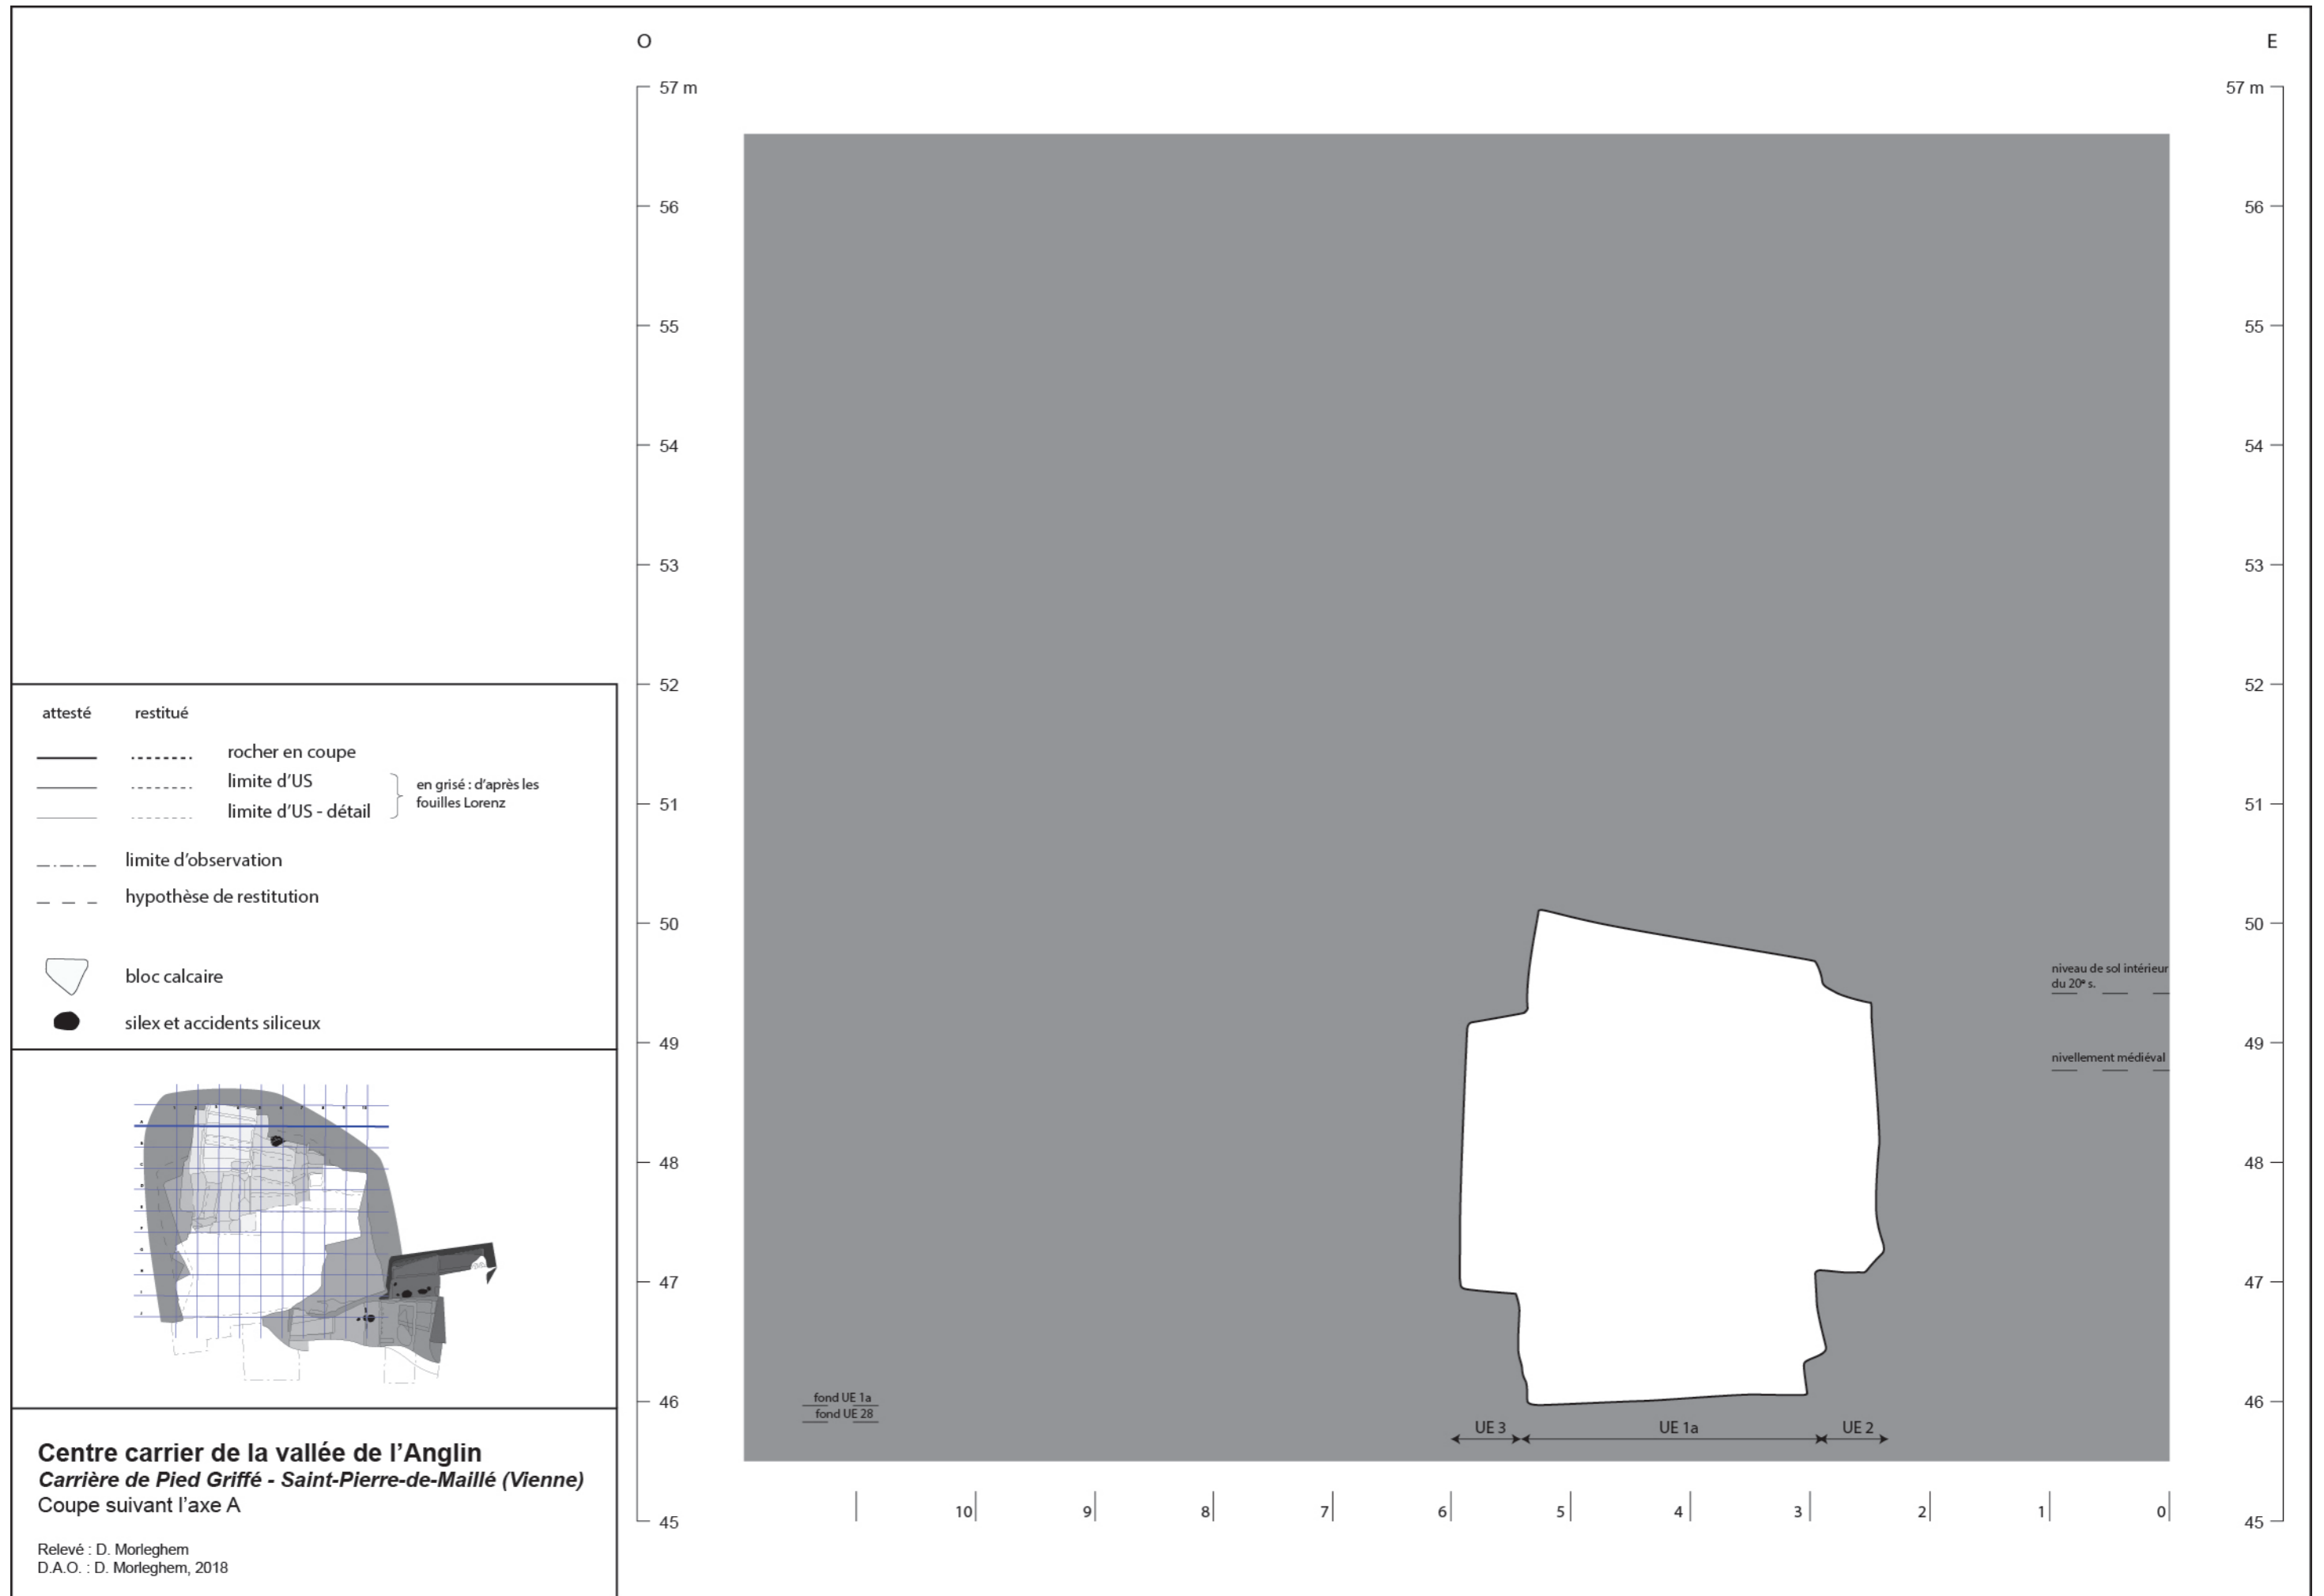 O
E
57 m
57 m
56
56
55
55
54
54
53
53
52
52
attesté restitué
rocher en coupe
limite d'US
limite d'US - détail
en grisé : d'après les
fouilles Lorenz
limite d'observation
hypothèse de restitution
bloc calcaire
silex et accidents siliceux
51
51
50
50
niveau de sol intérieur
du 20e s.
49
49
nivellement médiéval
48
48
47
47
46
46
fond UE 1a
fond UE 28
UE 3
UE 1a
UE 2
45
45
10 9 8 7 6 5 4 3 2 1 0
Centre carrier de la vallée de l'Anglin
Carrière de Pied Griffé - Saint-Pierre-de-Maillé (Vienne)
Coupe suivant l'axe A
Relevé : D. Morleghem
D.A.O. : D. Morleghem, 2018